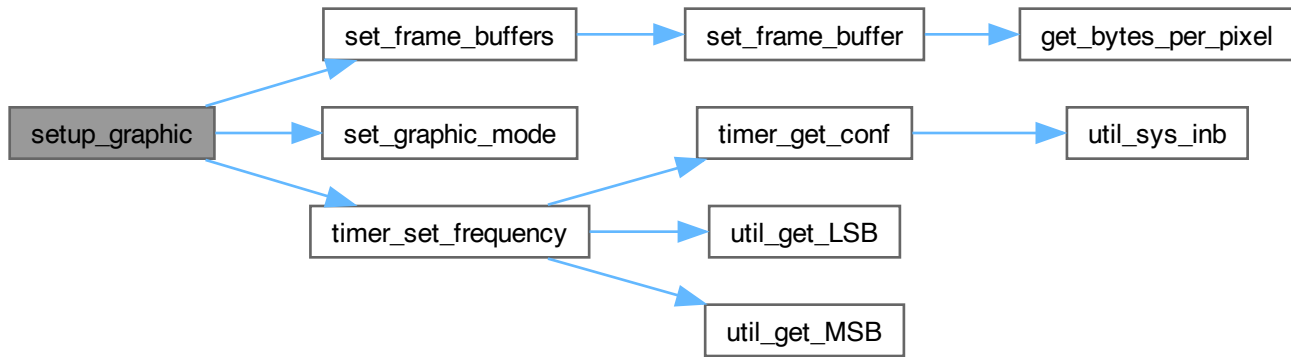 set_frame_buffers
set_frame_buffer
get_bytes_per_pixel
setup_graphic
set_graphic_mode
timer_get_conf
util_sys_inb
timer_set_frequency
util_get_LSB
util_get_MSB